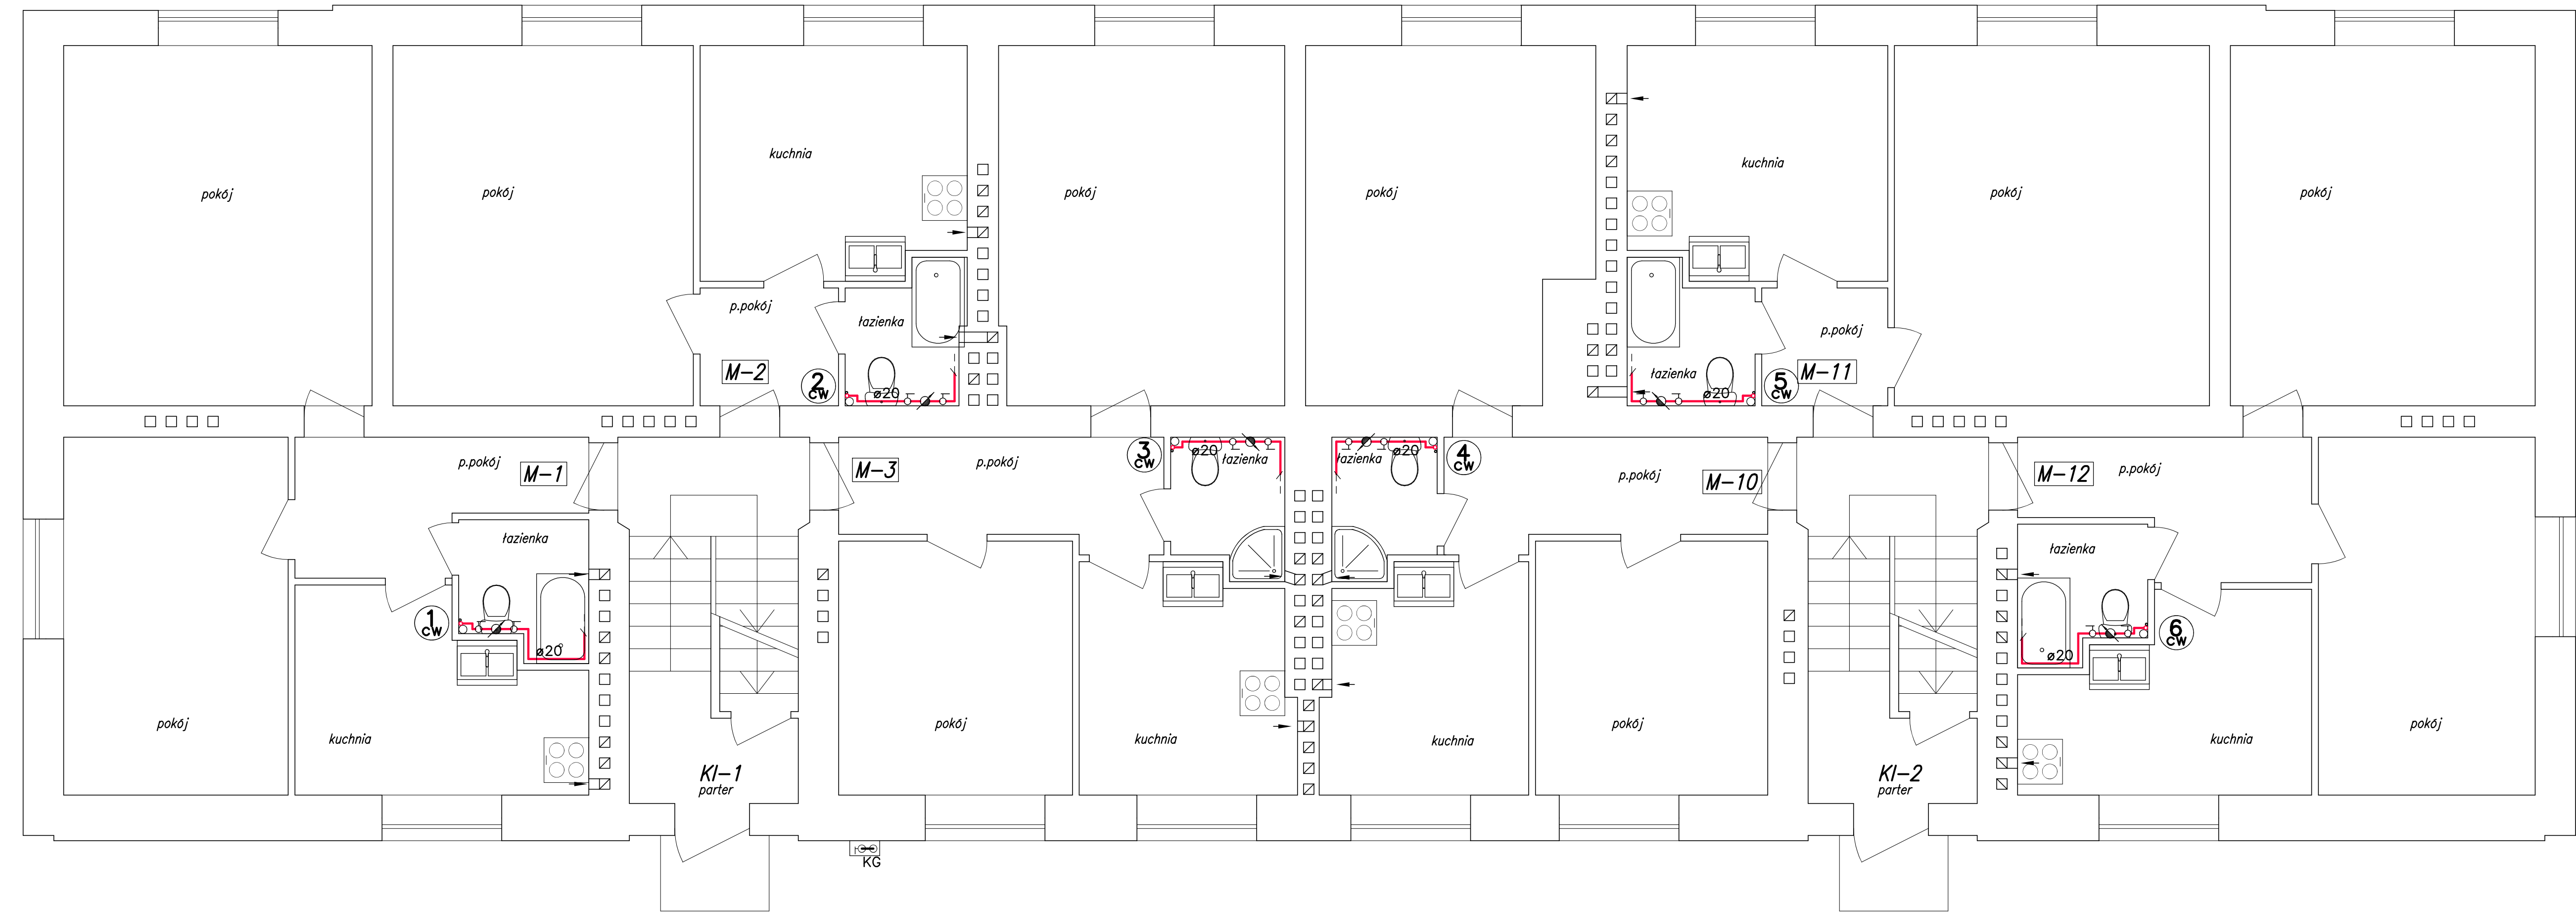 kuchnia
kuchnia
pokój
pokój
pokój
pokój
pokój
pokój
p.pokój
łazienka
p.pokój
łazienka
M-2
2
CW
ø20
ø20
5
CW
M-11
M-1
p.pokój
M-3
p.pokój
3
CW
ø20
łazienka
łazienka
ø20
4
CW
p.pokój
M-10
M-12
p.pokój
łazienka
łazienka
1
CW
ø20
ø20
6
CW
pokój
kuchnia
pokój
kuchnia
kuchnia
pokój
kuchnia
pokój
Kl-1
parter
Kl-2
parter
KG